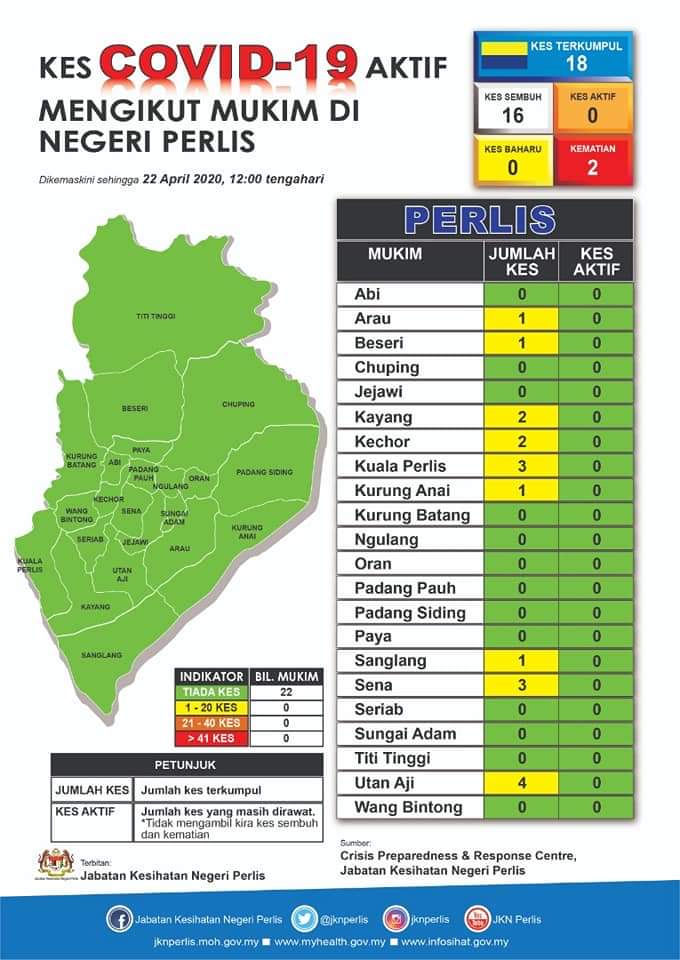 KES COVID-19 AKTIF
MENGIKUT MUKIM DI
NEGERI PERLIS
Dikemaskini sehingga 22 April 2020, 12:00 tengahari
KES TERKUMPUL
18
KES SEMBUH
16
KES AKTIF
0
KES BAHARU
0
KEMATIAN
2
TITI TINGGI
BESERI
CHUPING
PAYA
KURUNG
BATANG
ABI
PADANG
PAUH
NGULANG
ORAN
PADANG SIDING
KECHOR
WANG
BINTONG
SENA
SUNGAI
ADAM
KURUNG
ANAI
SERIAB
JEJAWI
ARAU
KUALA
PERLIS
UTAN
AJI
KAYANG
SANGLANG
PERLIS
MUKIM JUMLAH KES KES AKTIF
Abi 0 0
Arau 1 0
Beseri 1 0
Chuping 0 0
Jejawi 0 0
Kayang 2 0
Kechor 2 0
Kuala Perlis 3 0
Kurung Anai 1 0
Kurung Batang 0 0
Ngulang 0 0
Oran 0 0
Padang Pauh 0 0
Padang Siding 0 0
Paya 0 0
Sanglang 1 0
Sena 3 0
Seriab 0 0
Sungai Adam 0 0
Titi Tinggi 0 0
Utan Aji 4 0
Wang Bintong 0 0
INDIKATOR BIL. MUKIM
TIADA KES 22
1 - 20 KES 0
21 - 40 KES 0
> 41 KES 0
PETUNJUK
JUMLAH KES Jumlah kes terkumpul
KES AKTIF Jumlah kes yang masih dirawat.
*Tidak mengambil kira kes sembuh
dan kematian
Terbitan:
Jabatan Kesihatan Negeri Perlis
Sumber:
Crisis Preparedness & Response Centre,
Jabatan Kesihatan Negeri Perlis
Jabatan Kesihatan Negeri Perlis @jknperlis jknperlis JKN Perlis
jknperlis.moh.gov.my ■ www.myhealth.gov.my ■ www.infosihat.gov.my